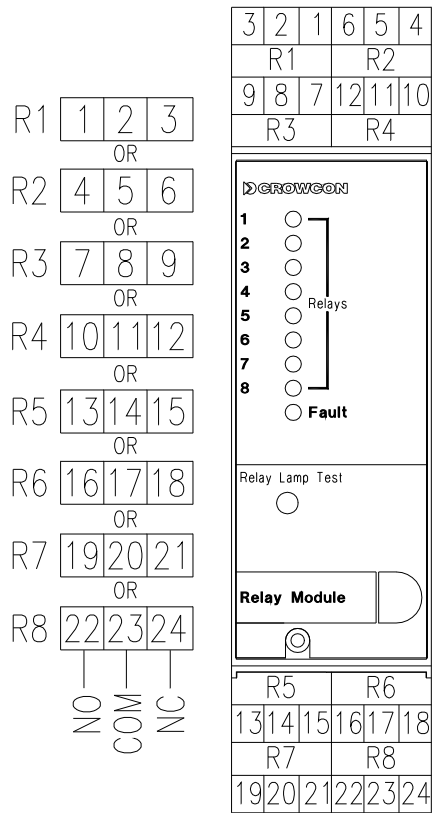 R1 1 2 3
OR
R2 4 5 6
OR
R3 7 8 9
OR
R4 10 11 12
OR
R5 13 14 15
OR
R6 16 17 18
OR
R7 19 20 21
OR
R8 22 23 24
NO COM NC
3 2 1 6 5 4
R1 R2
9 8 7 12 11 10
R3 R4
CROWCON
1
2
3
4
Relays
5
6
7
8
Fault
Relay Lamp Test
Relay Module
R5 R6
13 14 15 16 17 18
R7 R8
19 20 21 22 23 24